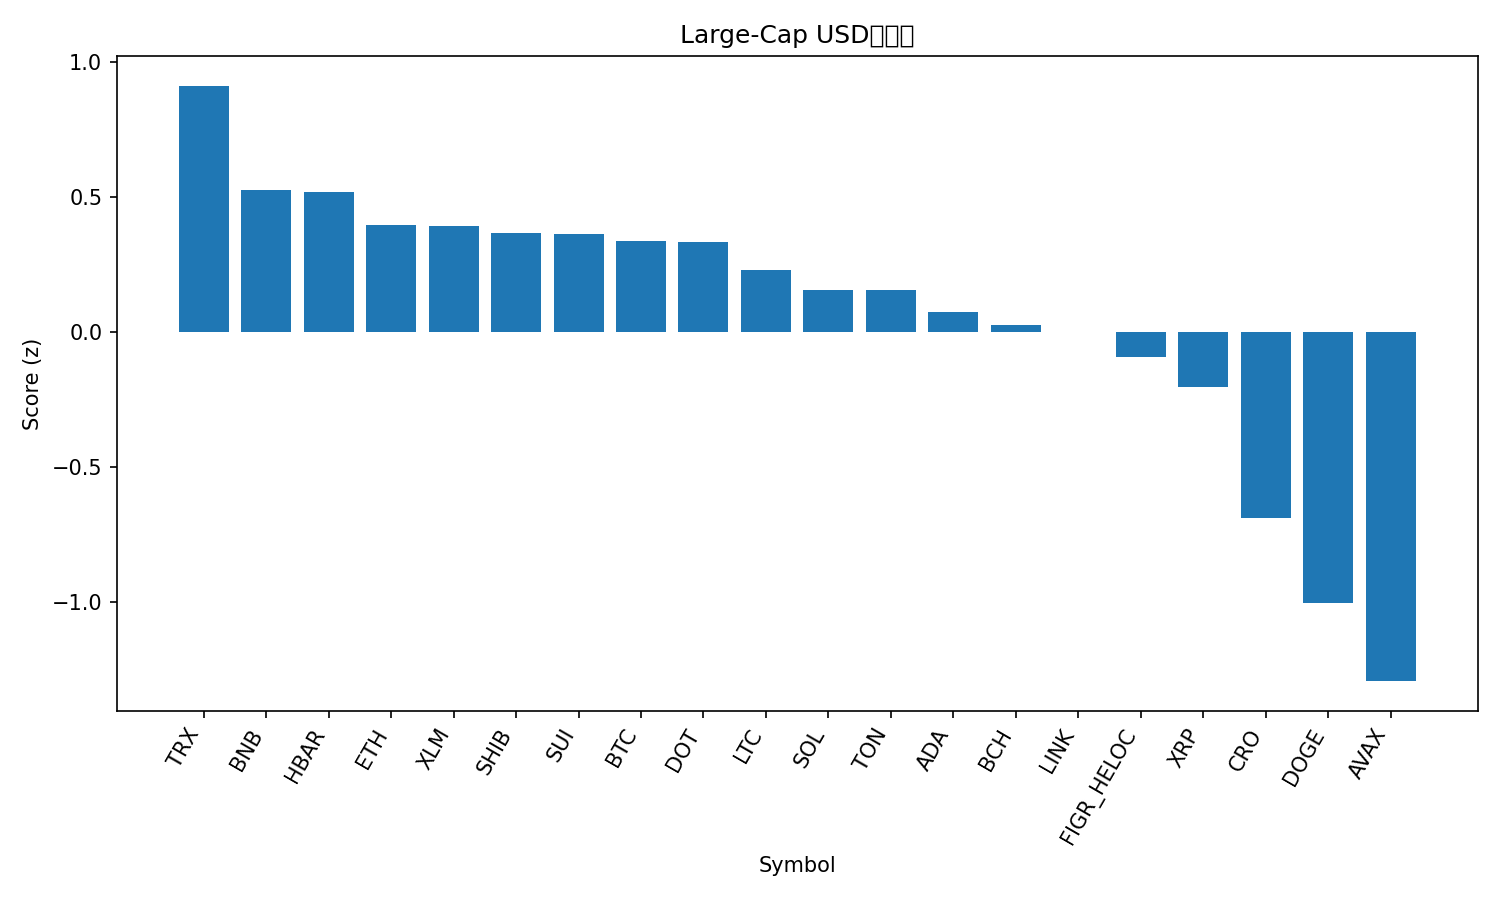 Large-Cap USD
1.0
0.5
0.0
−0.5
−1.0
Score (z)
TRX
BNB
HBAR
ETH
XLM
SHIB
SUI
BTC
DOT
LTC
SOL
TON
ADA
BCH
LINK
FIGR_HELOC
XRP
CRO
DOGE
AVAX
Symbol